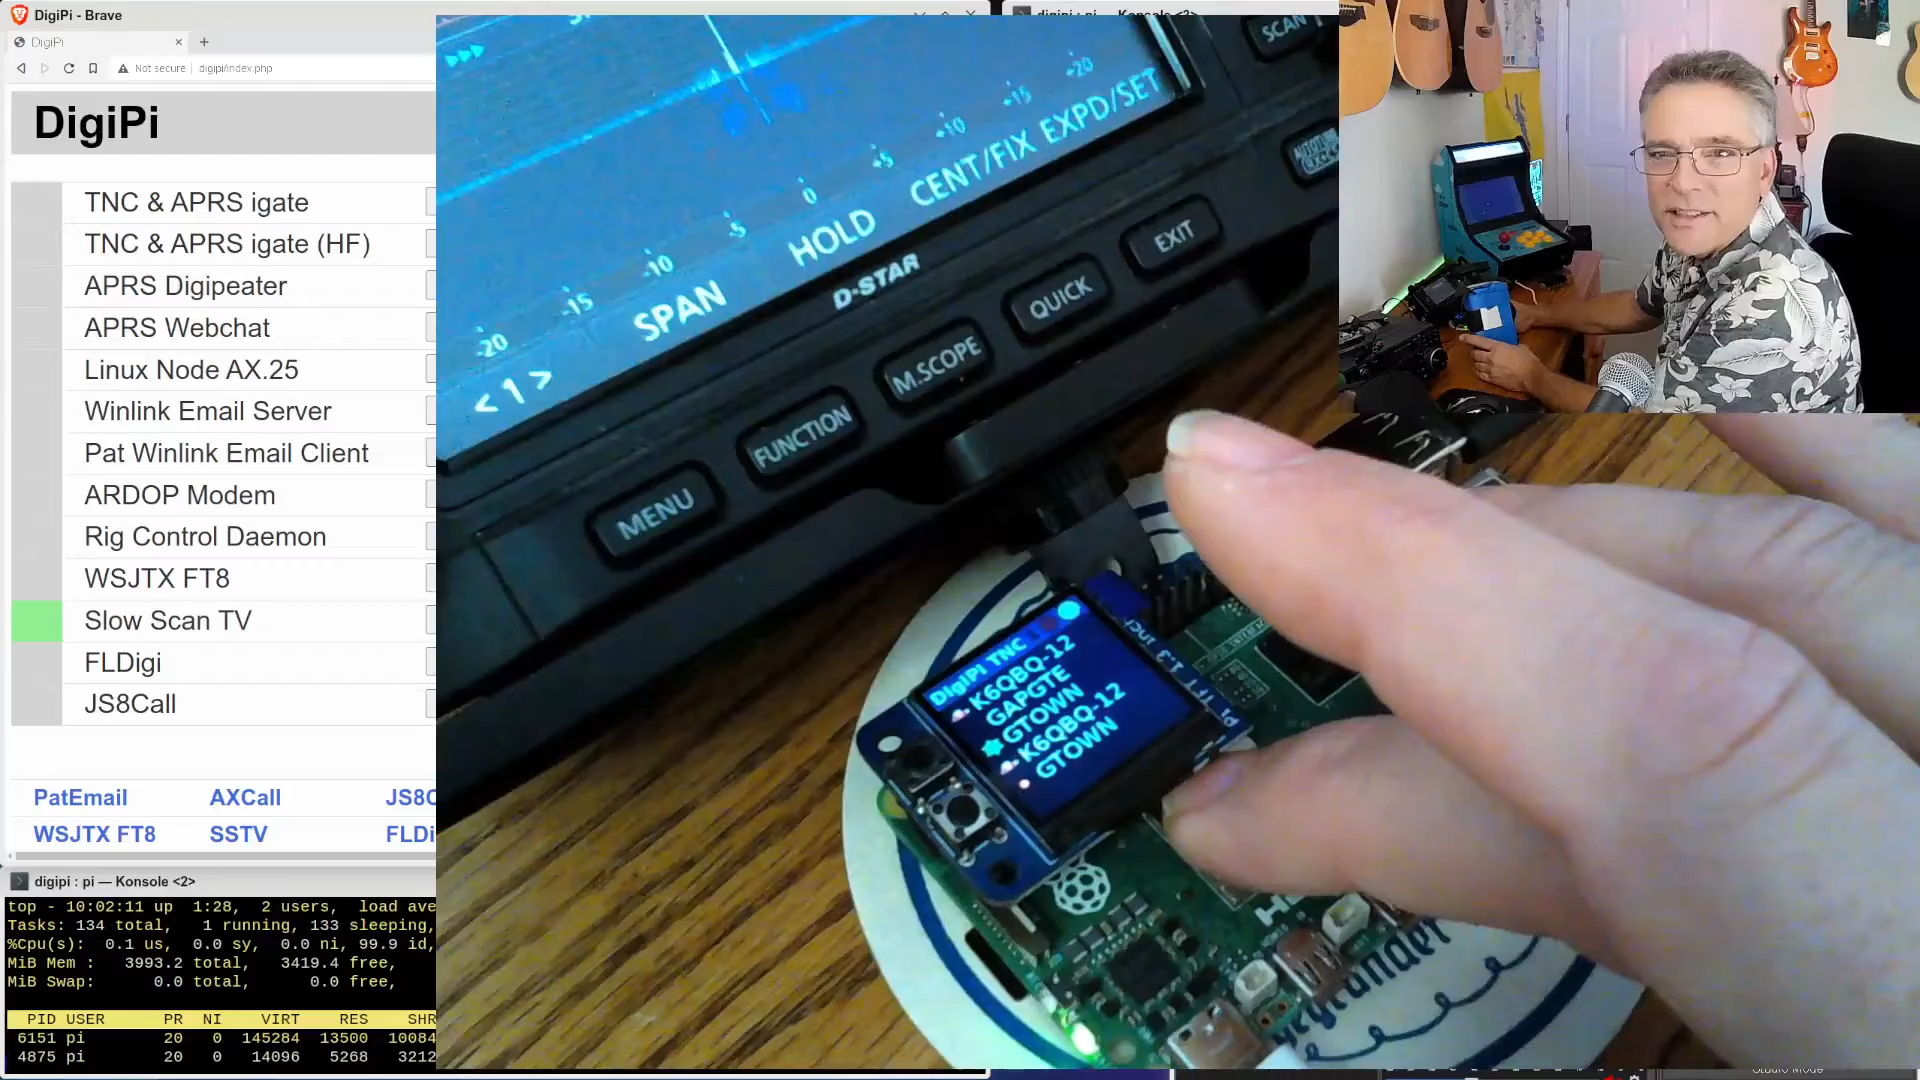 DigiPi - Brave
DigiPi
Not secure
digipi/index.php
DigiPi
TNC & APRS igate
TNC & APRS igate (HF)
APRS Digipeater
APRS Webchat
Linux Node AX.25
Winlink Email Server
Pat Winlink Email Client
ARDOP Modem
Rig Control Daemon
WSJTX FT8
Slow Scan TV
FLDigi
JS8Call
PatEmail AXCall
WSJTX FT8 SSTV
digipi : pi — Konsole <2>
top - 10:02:11 up 1:28, 2 users, load ave
Tasks: 134 total, 1 running, 133 sleeping,
%Cpu(s): 0.1 us, 0.0 sy, 0.0 ni, 99.9 id,
MiB Mem : 3993.2 total, 3419.4 free,
MiB Swap: 0.0 total, 0.0 free,
PID USER PR NI VIRT RES SHR
6151 pi 20 0 145284 13500 10084
4875 pi 20 0 14096 5268 3212
digipi : pi — Konsole <2>
-20 -15 -10 -5 0 +5 +10 +15 +20
< 1 > SPAN HOLD CENT/FIX EXPD/SET
D-STAR
MENU FUNCTION M.SCOPE QUICK EXIT
SCAN
DigiPi TNC
K6QBQ-12
GAPGTE
GTOWN
K6QBQ-12
GTOWN